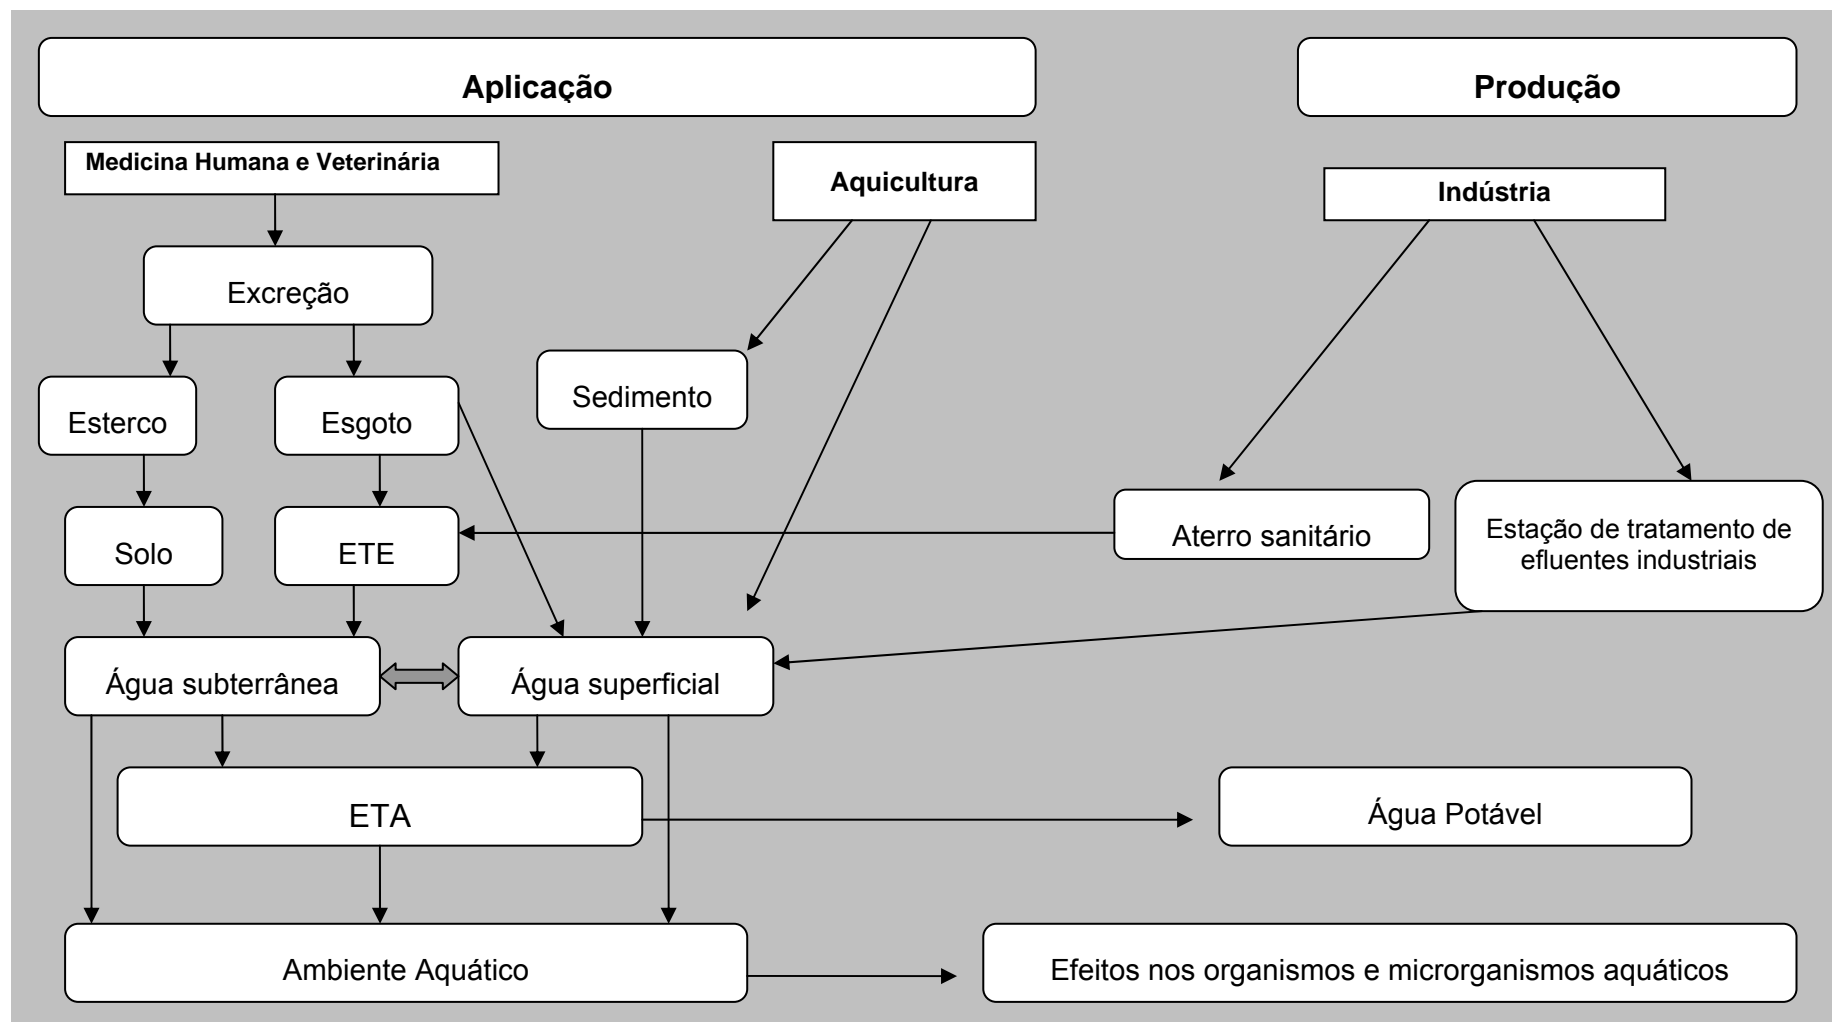 Aplicação
Produção
Medicina Humana e Veterinária
Aquicultura
Indústria
Excreção
Sedimento
Esterco
Esgoto
Solo
ETE
Aterro sanitário
Estação de tratamento de
efluentes industriais
Água subterrânea
Água superficial
ETA
Água Potável
Ambiente Aquático
Efeitos nos organismos e microrganismos aquáticos